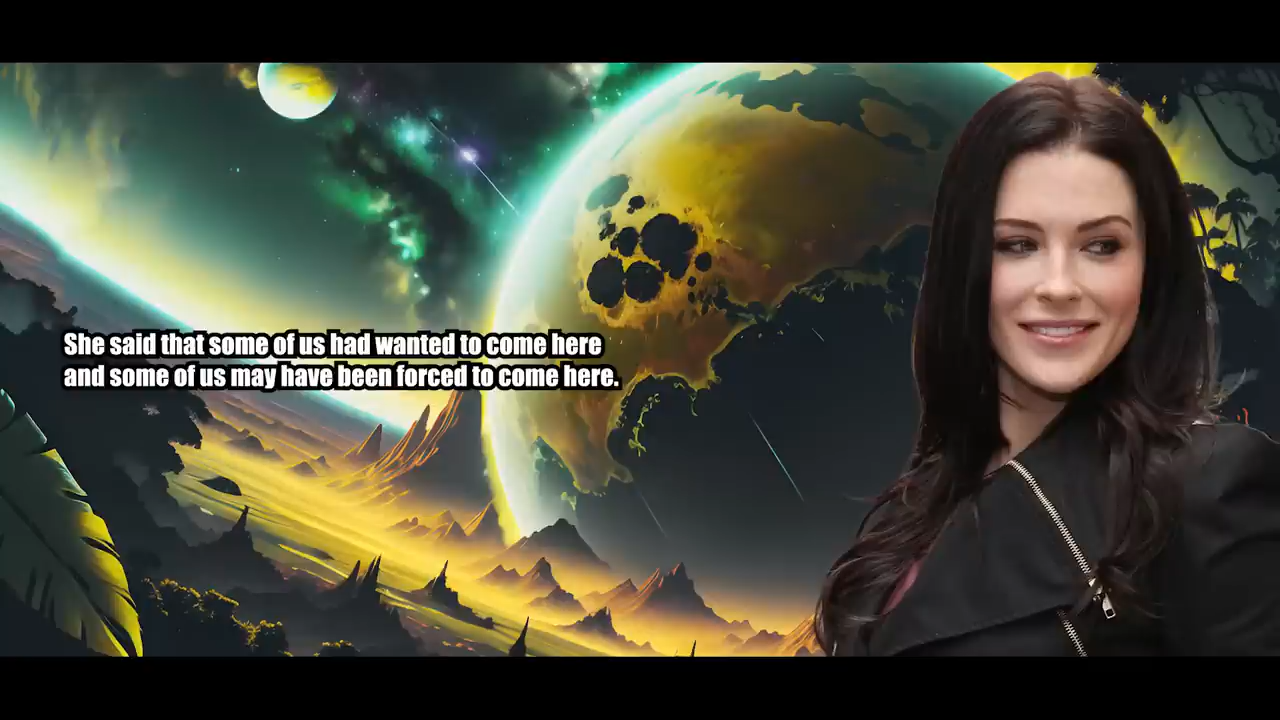 She said that some of us had wanted to come here
and some of us may have been forced to come here.